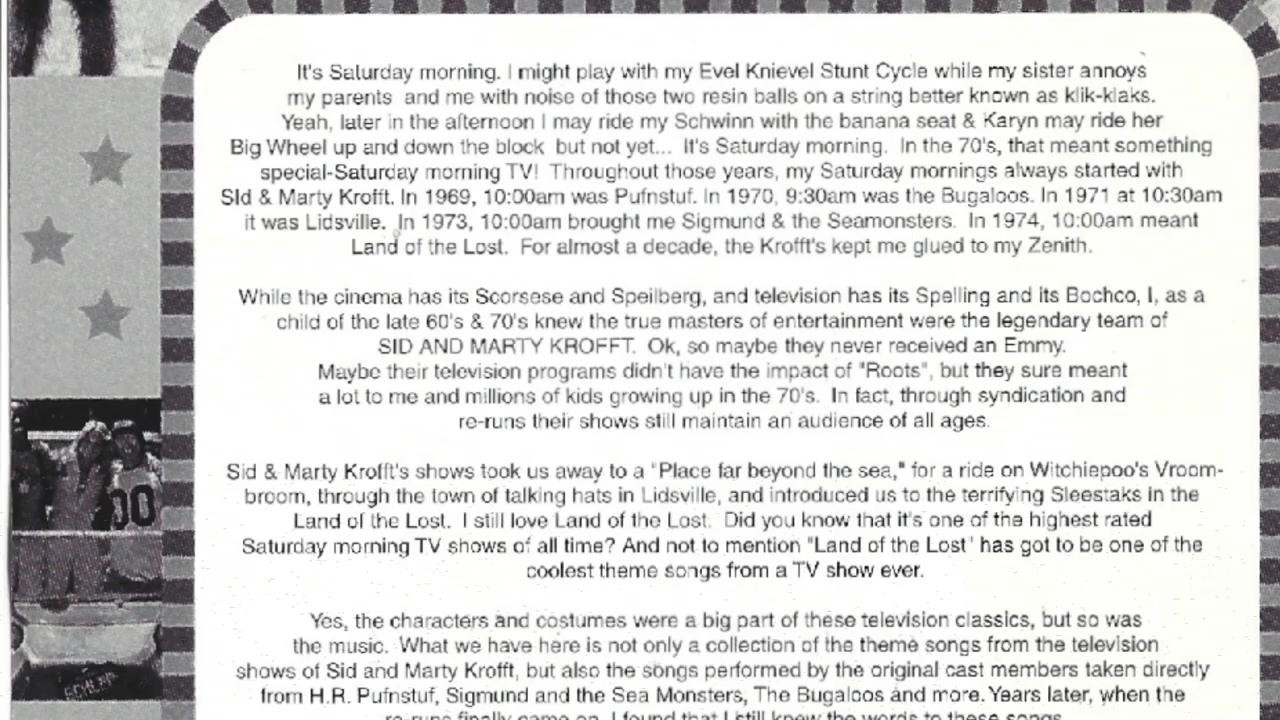 It's Saturday morning. I might play with my Evel Knievel Stunt Cycle while my sister annoys
my parents and me with noise of those two resin balls on a string better known as klik-klaks.
Yeah, later in the afternoon I may ride my Schwinn with the banana seat & Karyn may ride her
Big Wheel up and down the block but not yet... It's Saturday morning. In the 70's, that meant something
special-Saturday morning TV! Throughout those years, my Saturday mornings always started with
Sid & Marty Krofft. In 1969, 10:00am was Pufnstuf. In 1970, 9:30am was the Bugaloos. In 1971 at 10:30am
it was Lidsville. In 1973, 10:00am brought me Sigmund & the Seamonsters. In 1974, 10:00am meant
Land of the Lost. For almost a decade, the Krofft's kept me glued to my Zenith.
While the cinema has its Scorsese and Speilberg, and television has its Spelling and its Bochco, I, as a
child of the late 60's & 70's knew the true masters of entertainment were the legendary team of
SID AND MARTY KROFFT. Ok, so maybe they never received an Emmy.
Maybe their television programs didn't have the impact of "Roots", but they sure meant
a lot to me and millions of kids growing up in the 70's. In fact, through syndication and
re-runs their shows still maintain an audience of all ages.
Sid & Marty Krofft's shows took us away to a "Place far beyond the sea," for a ride on Witchiepoo's Vroom-
broom, through the town of talking hats in Lidsville, and introduced us to the terrifying Sleestaks in the
Land of the Lost. I still love Land of the Lost. Did you know that it's one of the highest rated
Saturday morning TV shows of all time? And not to mention "Land of the Lost" has got to be one of the
coolest theme songs from a TV show ever.
Yes, the characters and costumes were a big part of these television classics, but so was
the music. What we have here is not only a collection of the theme songs from the television
shows of Sid and Marty Krofft, but also the songs performed by the original cast members taken directly
from H.R. Pufnstuf, Sigmund and the Sea Monsters, The Bugaloos and more. Years later, when the
re-runs finally came on, I found that I still knew the words to these songs
00